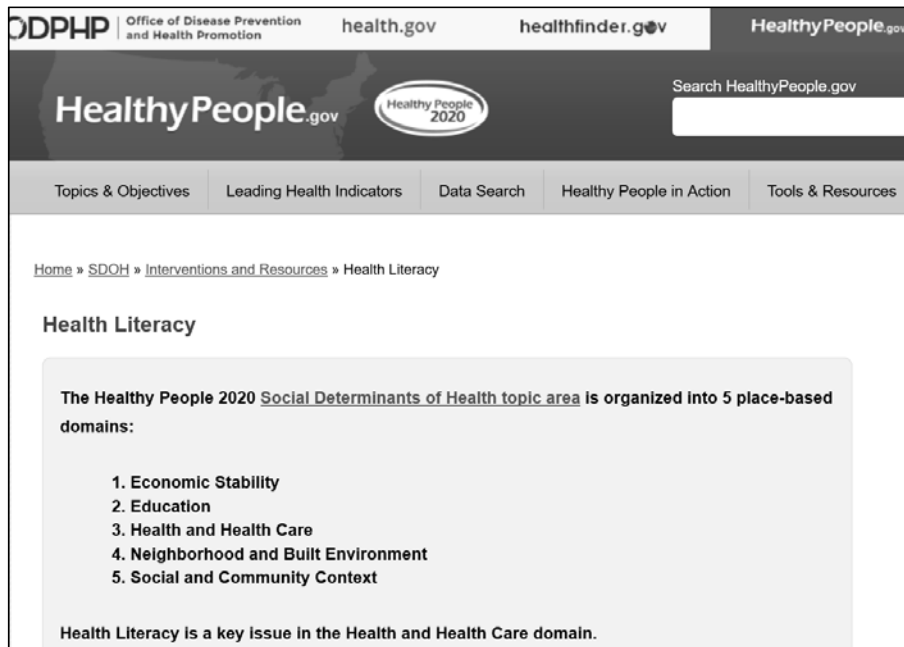 ODPHP | Office of Disease Prevention and Health Promotion
health.gov
healthfinder.gov
HealthyPeople.gov
HealthyPeople.gov
Healthy People 2020
Search HealthyPeople.gov
Topics & Objectives Leading Health Indicators Data Search Healthy People in Action Tools & Resources
Home » SDOH » Interventions and Resources » Health Literacy
Health Literacy
The Healthy People 2020 Social Determinants of Health topic area is organized into 5 place-based
domains:
1. Economic Stability
2. Education
3. Health and Health Care
4. Neighborhood and Built Environment
5. Social and Community Context
Health Literacy is a key issue in the Health and Health Care domain.